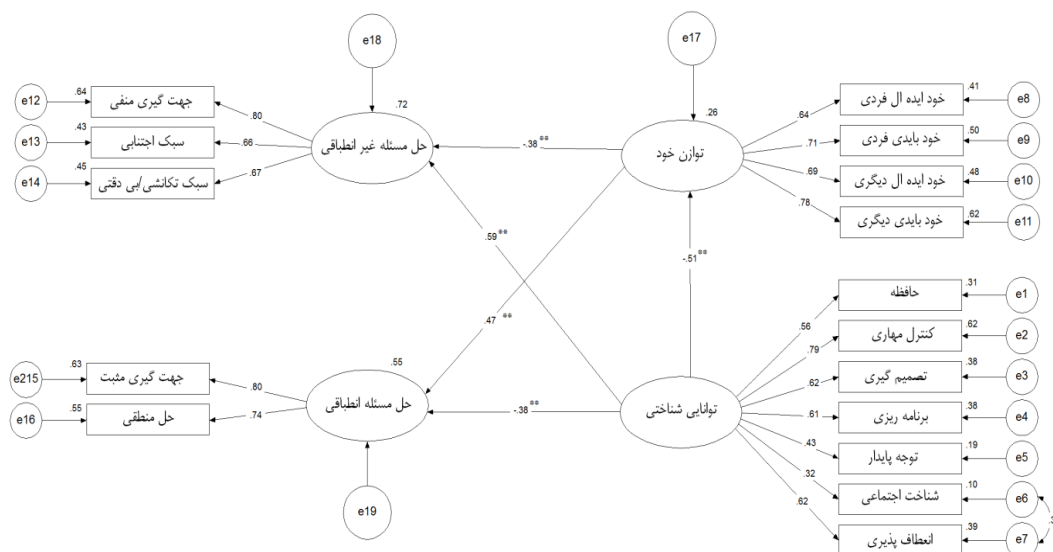 e17
e18
.64
e12
جهت گیری منفی
.80
.72
.43
e13
سبک اجتنابی
.66
حل مسئله غیر انطباقی
.45
e14
سبک تکانشی/بی دقتی
.67
-.38**
.26
توازن خود
.64
خود ایده ال فردی
.41
e8
.71
خود بایدی فردی
.50
e9
.69
خود ایده ال دیگری
.48
e10
.78
خود بایدی دیگری
.62
e11
.59**
-.51**
.47 **
.56
حافظه
.31
e1
.79
کنترل مهاری
.62
e2
.62
تصمیم گیری
.38
e3
.61
برنامه ریزی
.38
e4
.43
توجه پایدار
.19
e5
.32
شناخت اجتماعی
.10
e6
.62
انعطاف پذیری
.39
e7
توانایی شناختی
-.38**
.55
حل مسئله انطباقی
.63
e215
جهت گیری مثبت
.80
.55
e16
حل منطقی
.74
e19